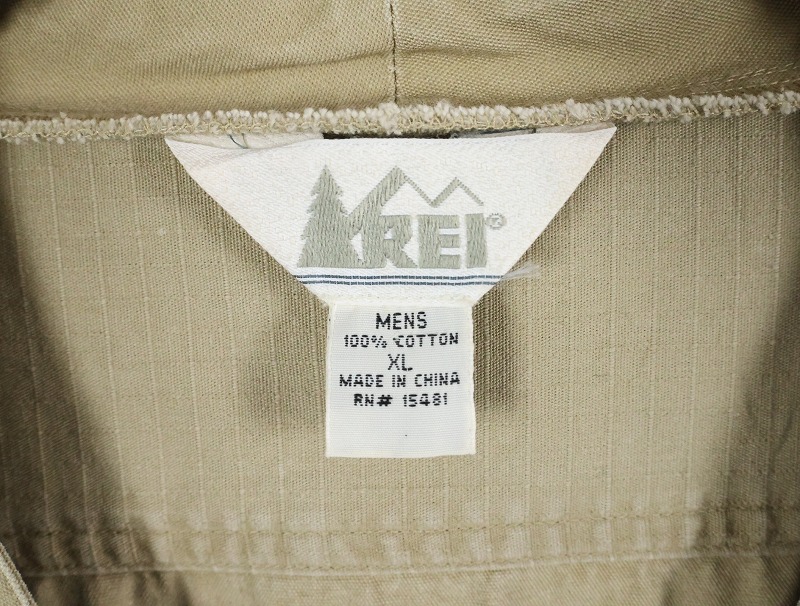 REI®
MENS
100% COTTON
XL
MADE IN CHINA
RN# 15481